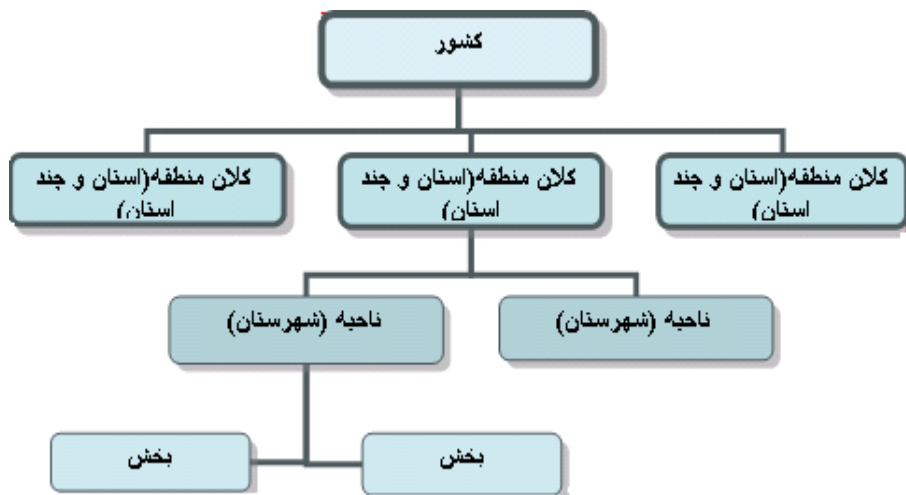 کشور
کلان منطقه(استان و چند
استان)
کلان منطقه(استان و چند
استان)
کلان منطقه(استان و چند
استان)
ناحیه (شهرستان)
ناحیه (شهرستان)
بخش
بخش